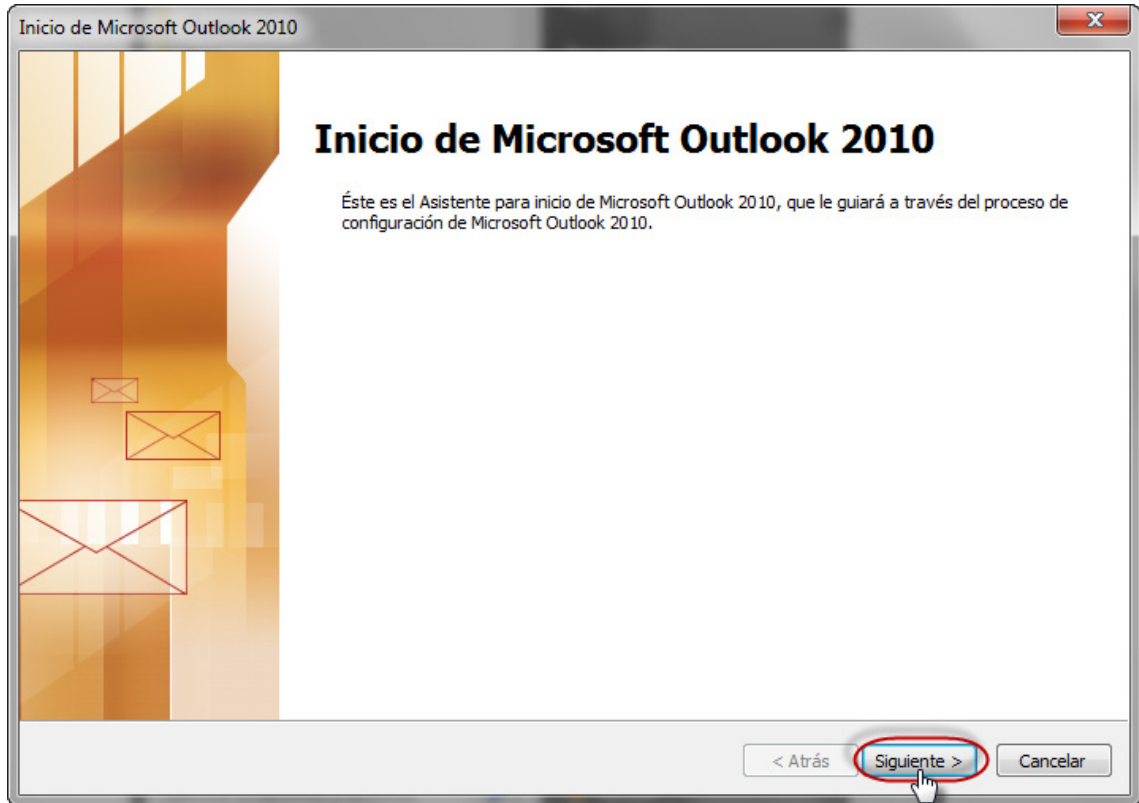 Inicio de Microsoft Outlook 2010
X
Inicio de Microsoft Outlook 2010
Éste es el Asistente para inicio de Microsoft Outlook 2010, que le guiará a través del proceso de
configuración de Microsoft Outlook 2010.
< Atrás Siguiente > Cancelar